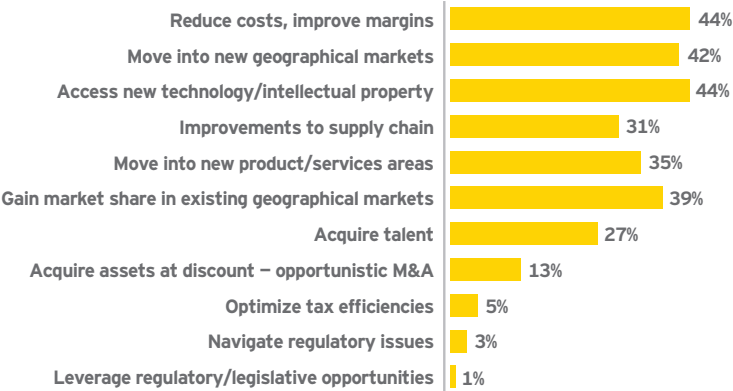 Reduce costs, improve margins 44%
Move into new geographical markets 42%
Access new technology/intellectual property 44%
Improvements to supply chain 31%
Move into new product/services areas 35%
Gain market share in existing geographical markets 39%
Acquire talent 27%
Acquire assets at discount – opportunistic M&A 13%
Optimize tax efficiencies 5%
Navigate regulatory issues 3%
Leverage regulatory/legislative opportunities 1%